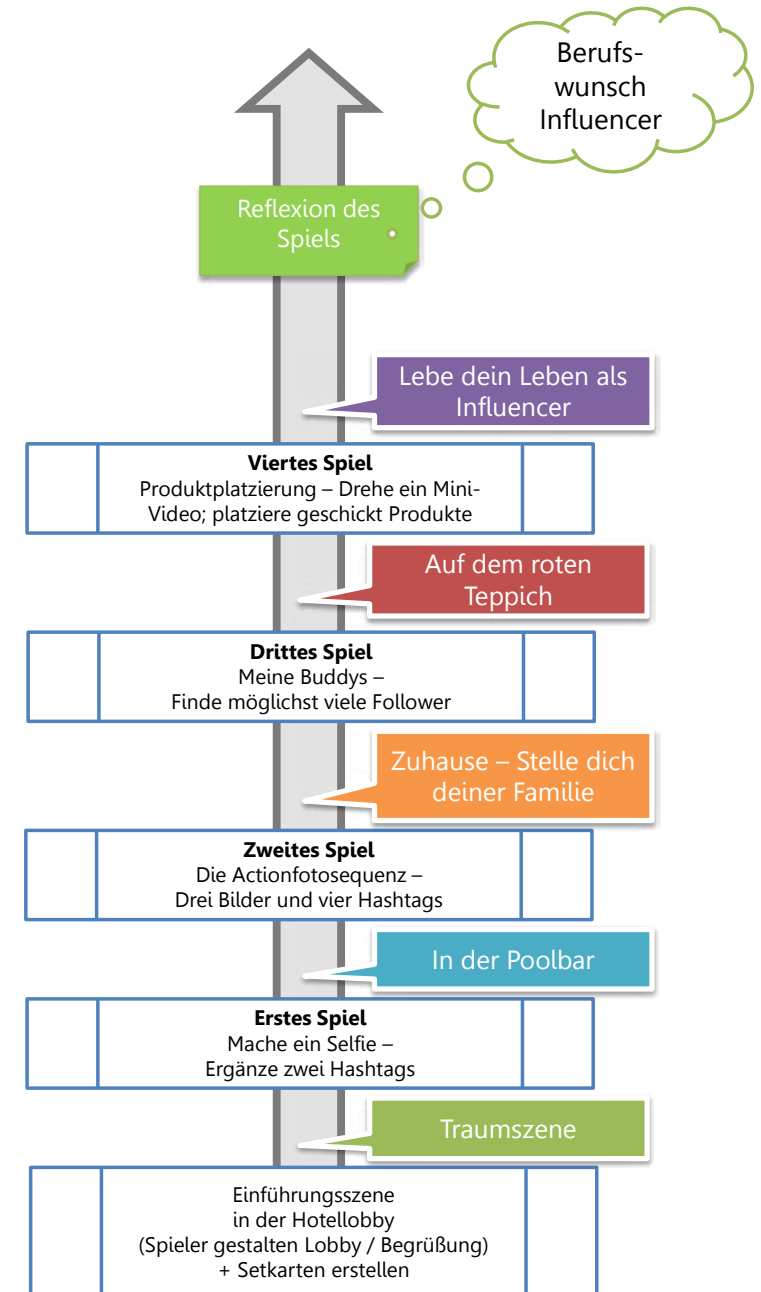 Berufs-
wunsch
Influencer
Reflexion des
Spiels
Lebe dein Leben als
Influencer
Viertes Spiel
Produktplatzierung – Drehe ein Mini-
Video; platziere geschickt Produkte
Auf dem roten
Teppich
Drittes Spiel
Meine Buddys –
Finde möglichst viele Follower
Zuhause – Stelle dich
deiner Familie
Zweites Spiel
Die Actionfotosequenz –
Drei Bilder und vier Hashtags
In der Poolbar
Erstes Spiel
Mache ein Selfie –
Ergänze zwei Hashtags
Traumszene
Einführungsszene
in der Hotellobby
(Spieler gestalten Lobby / Begrüßung)
+ Setkarten erstellen